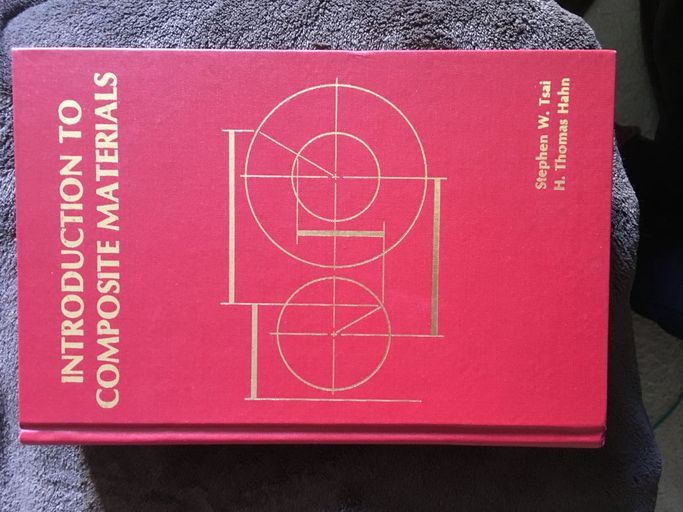 INTRODUCTION TO
COMPOSITE MATERIALS
Stephen W. Tsai
H. Thomas Hahn